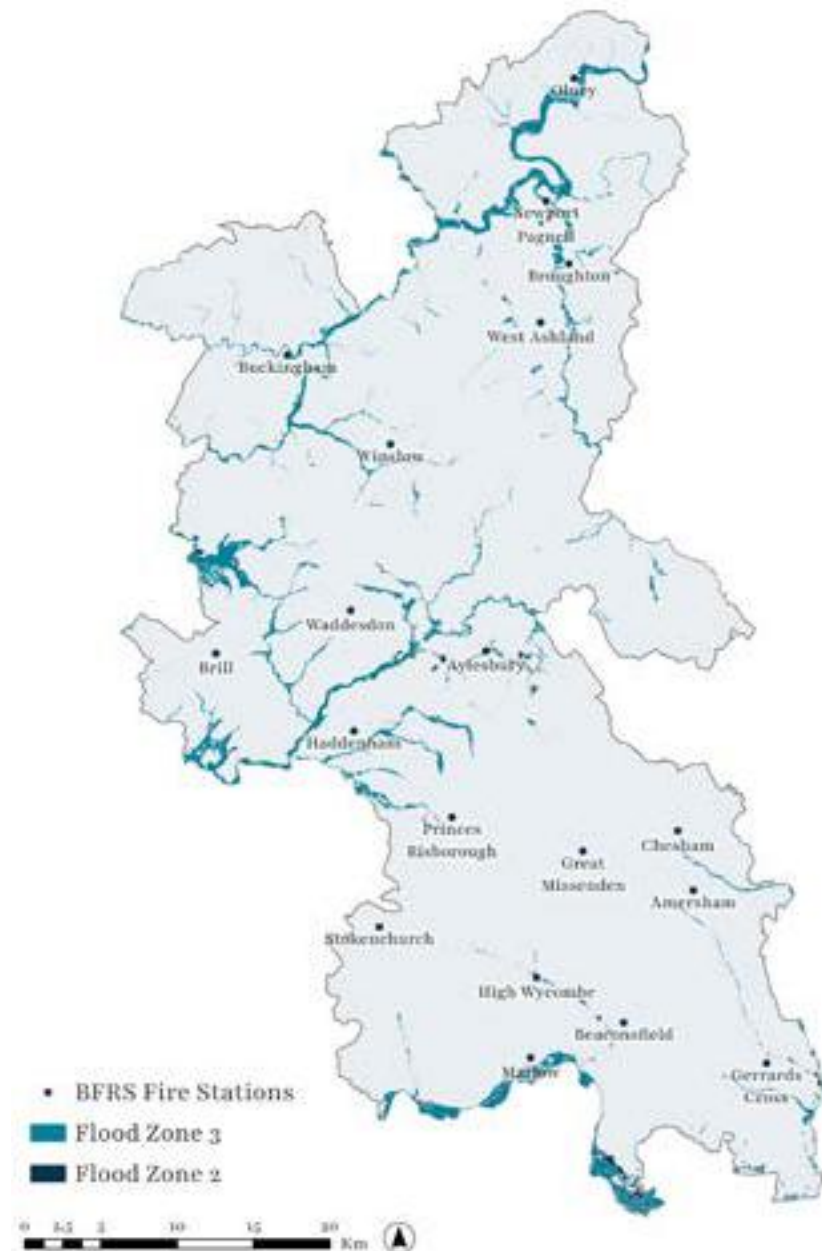 Olney
Newport
Pagnell
Broughton
West Ashland
Buckingham
Winslow
Waddesdon
Brill
Aylesbury
Haddenham
Princes
Risborough
Chesham
Great
Missenden
Amersham
Stokenchurch
High Wycombe
Beaconsfield
Marlow
Gerrards
Cross
BFRS Fire Stations
Flood Zone 3
Flood Zone 2
0 2.5 5 10 15 20
Km